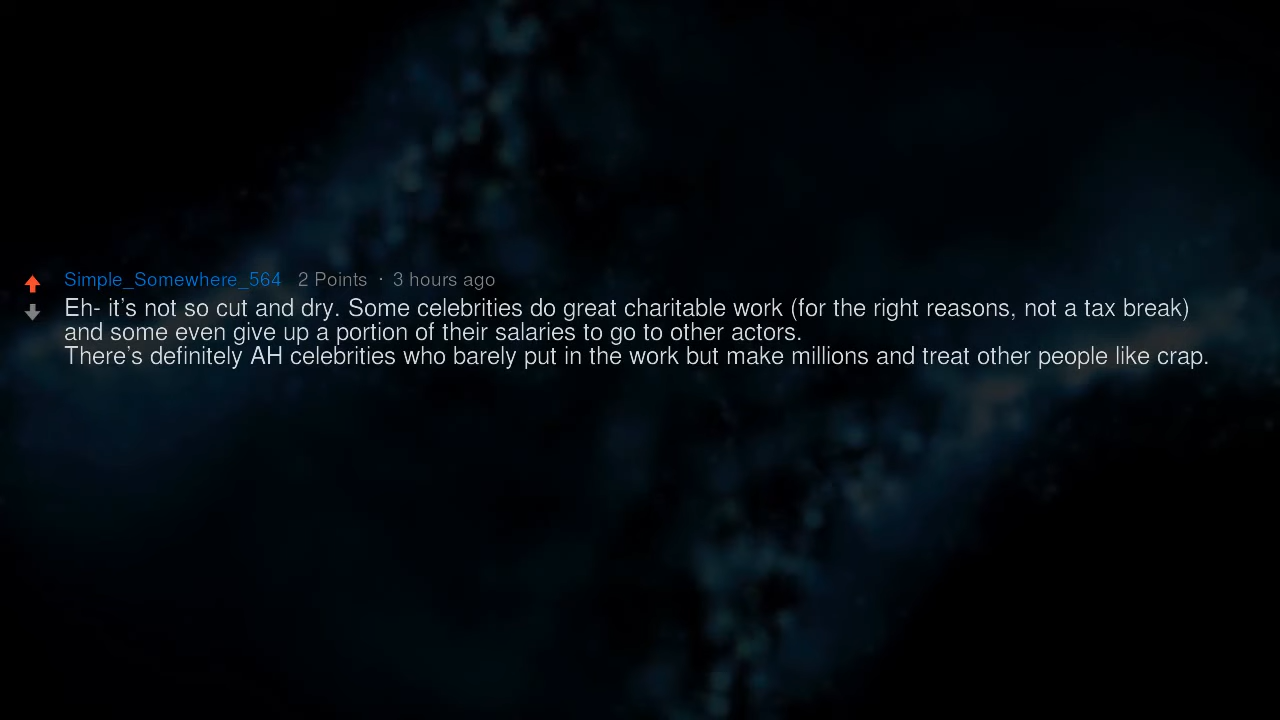 Simple_Somewhere_564 2 Points · 3 hours ago
Eh- it's not so cut and dry. Some celebrities do great charitable work (for the right reasons, not a tax break)
and some even give up a portion of their salaries to go to other actors.
There's definitely AH celebrities who barely put in the work but make millions and treat other people like crap.